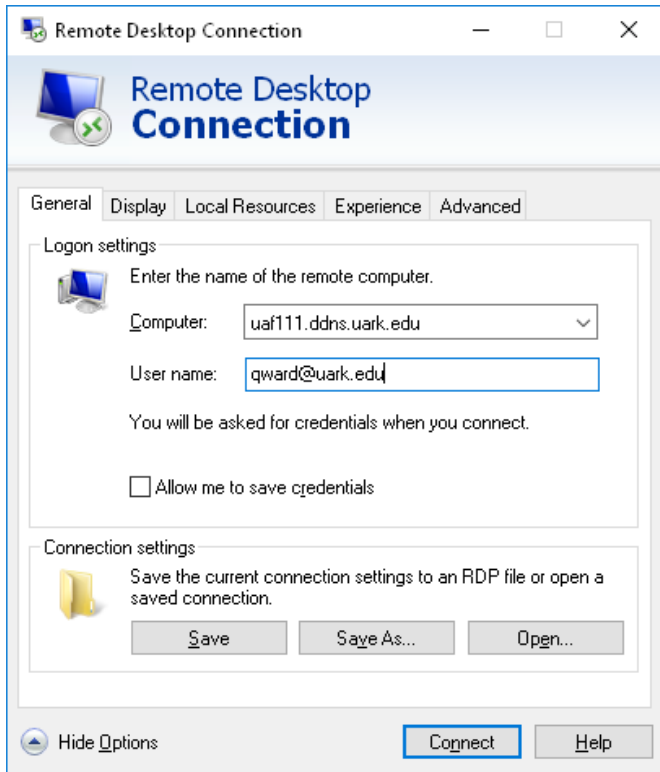 Remote Desktop Connection
Remote Desktop
Connection
General Display Local Resources Experience Advanced
Logon settings
Enter the name of the remote computer.
Computer: uaf111.ddns.uark.edu
User name: qward@uark.edu
You will be asked for credentials when you connect.
Allow me to save credentials
Connection settings
Save the current connection settings to an RDP file or open a
saved connection.
Save Save As... Open...
Hide Options Connect Help